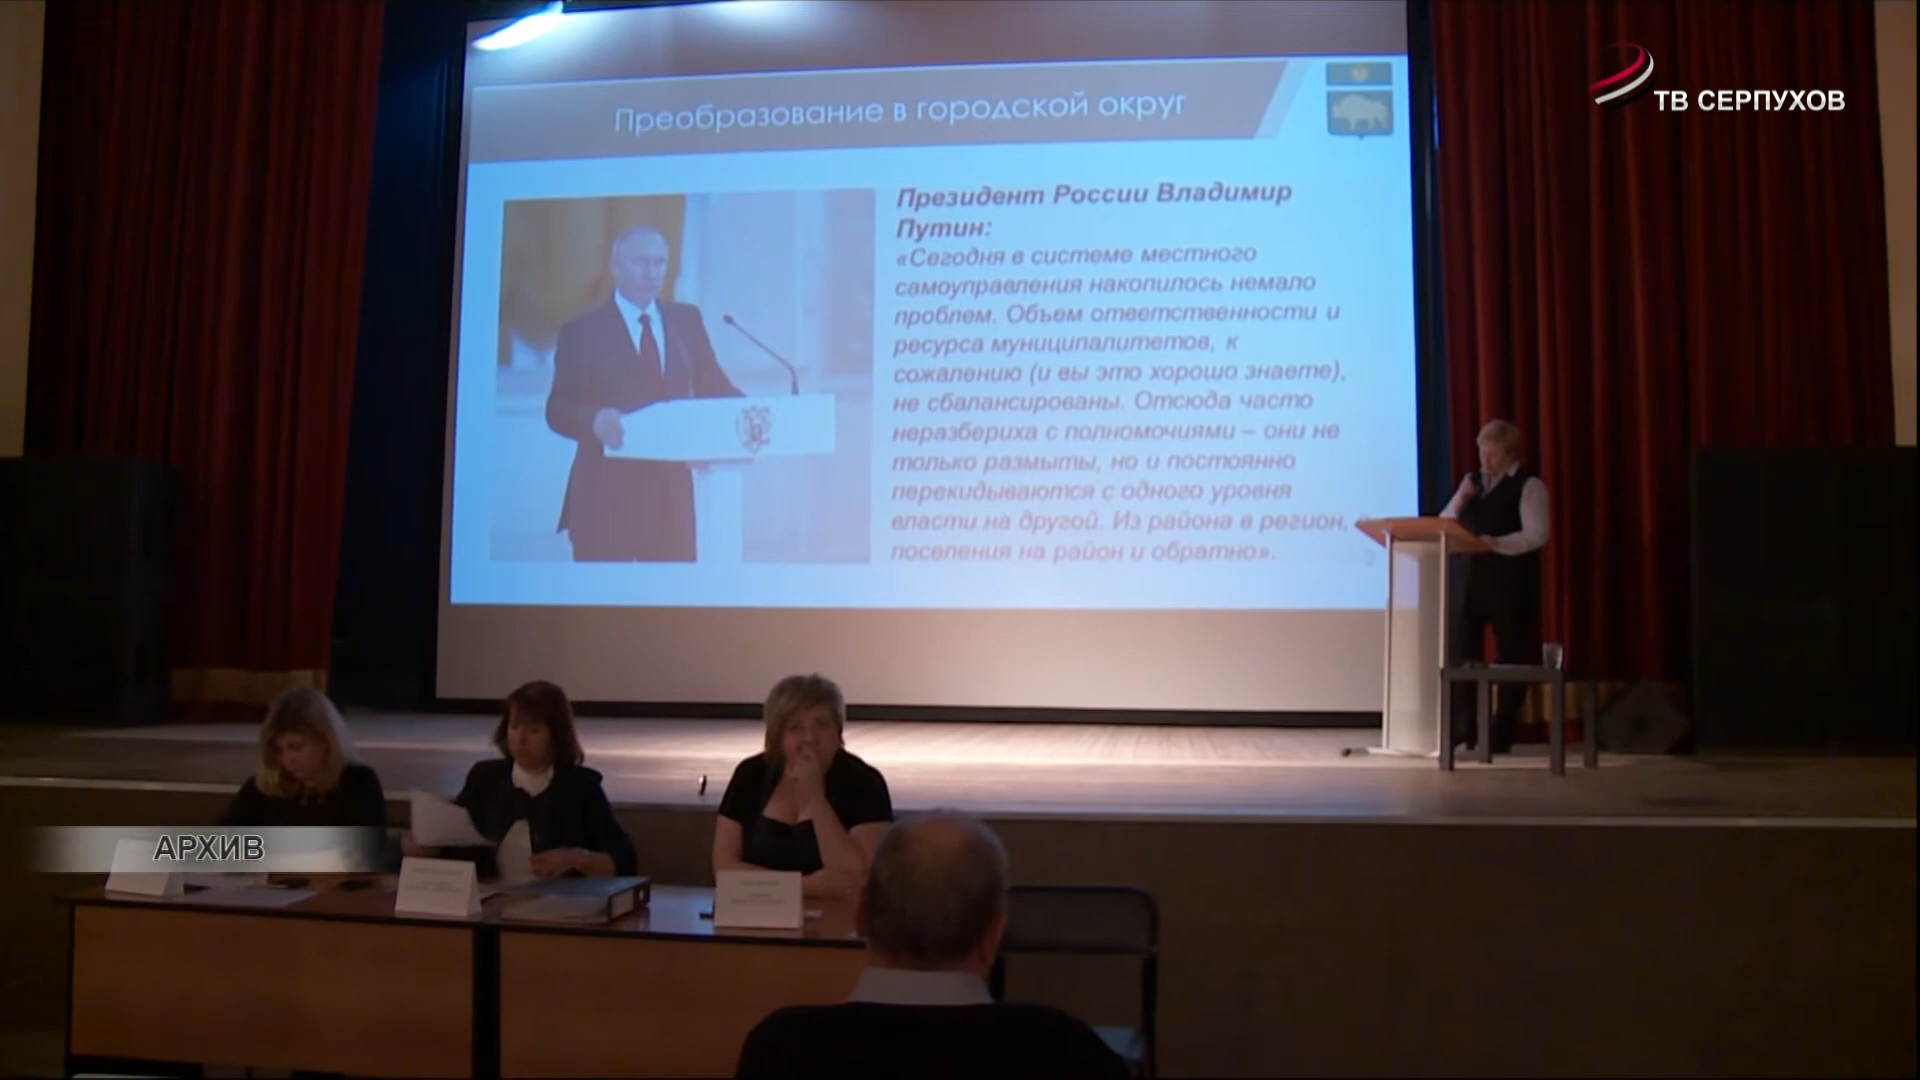 ТВ СЕРПУХОВ
Преобразование в городской округ
Президент России Владимир
Путин:
«Сегодня в системе местного
самоуправления накопилось немало
проблем. Объем ответственности и
ресурса муниципалитетов, к
сожалению (и вы это хорошо знаете),
не сбалансированы. Отсюда часто
неразбериха с полномочиями – они не
только размыты, но и постоянно
перекидываются с одного уровня
власти на другой. Из района в регион, с
поселения на район и обратно».
АРХИВ